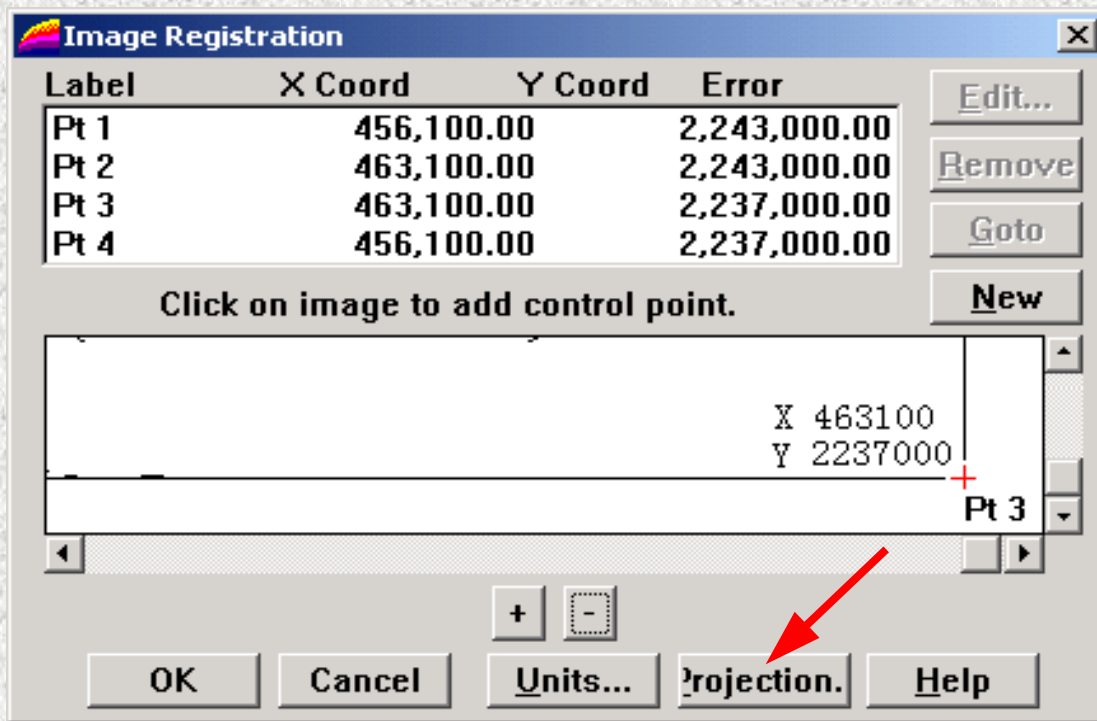 Image Registration
Label X Coord Y Coord Error
Pt 1 456,100.00 2,243,000.00
Pt 2 463,100.00 2,243,000.00
Pt 3 463,100.00 2,237,000.00
Pt 4 456,100.00 2,237,000.00
Edit...
Remove
Goto
New
Click on image to add control point.
X 463100
Y 2237000
Pt 3
+ -
OK Cancel Units... Projection. Help